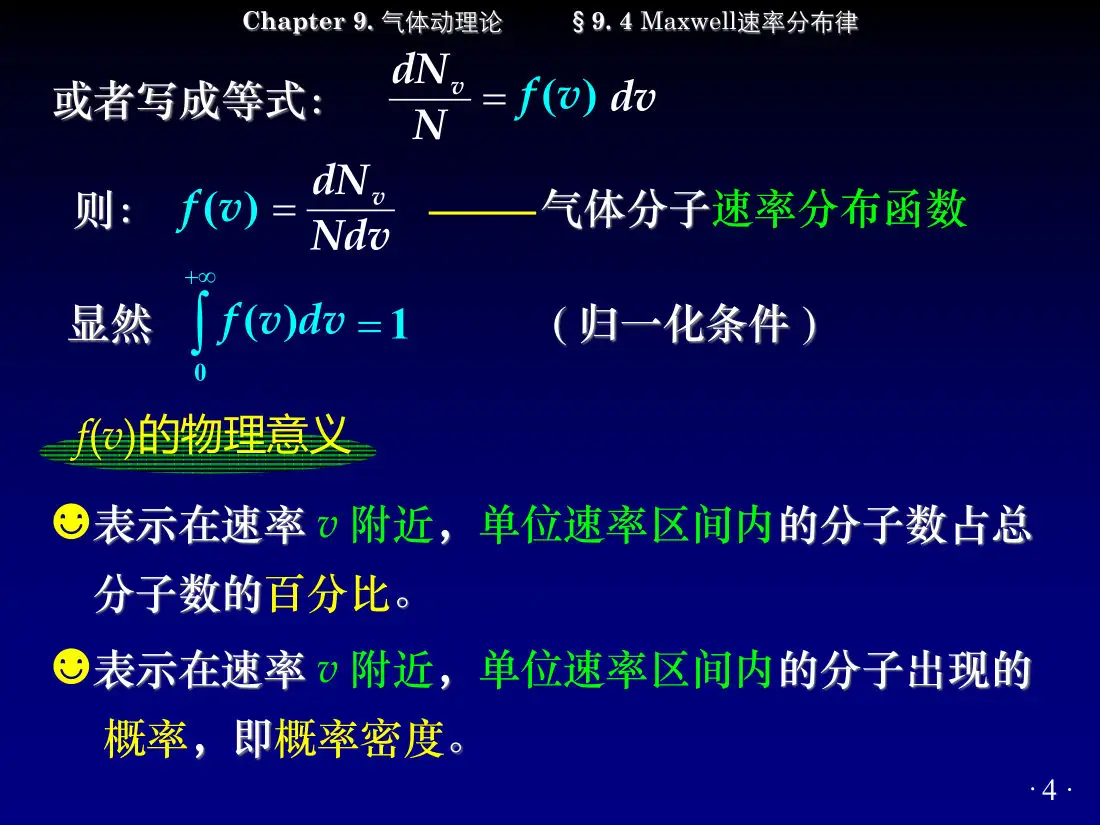 Chapter 9. 气体动理论 §9. 4 Maxwell速率分布律
或者写成等式： dN_v / N = f(v) dv
则： f(v) = dN_v / Ndv ——气体分子速率分布函数
显然 ∫_0^{+∞} f(v)dv = 1 （归一化条件）
f(v)的物理意义
表示在速率 v 附近，单位速率区间内的分子数占总
分子数的百分比。
表示在速率 v 附近，单位速率区间内的分子出现的
概率，即概率密度。
· 4 ·